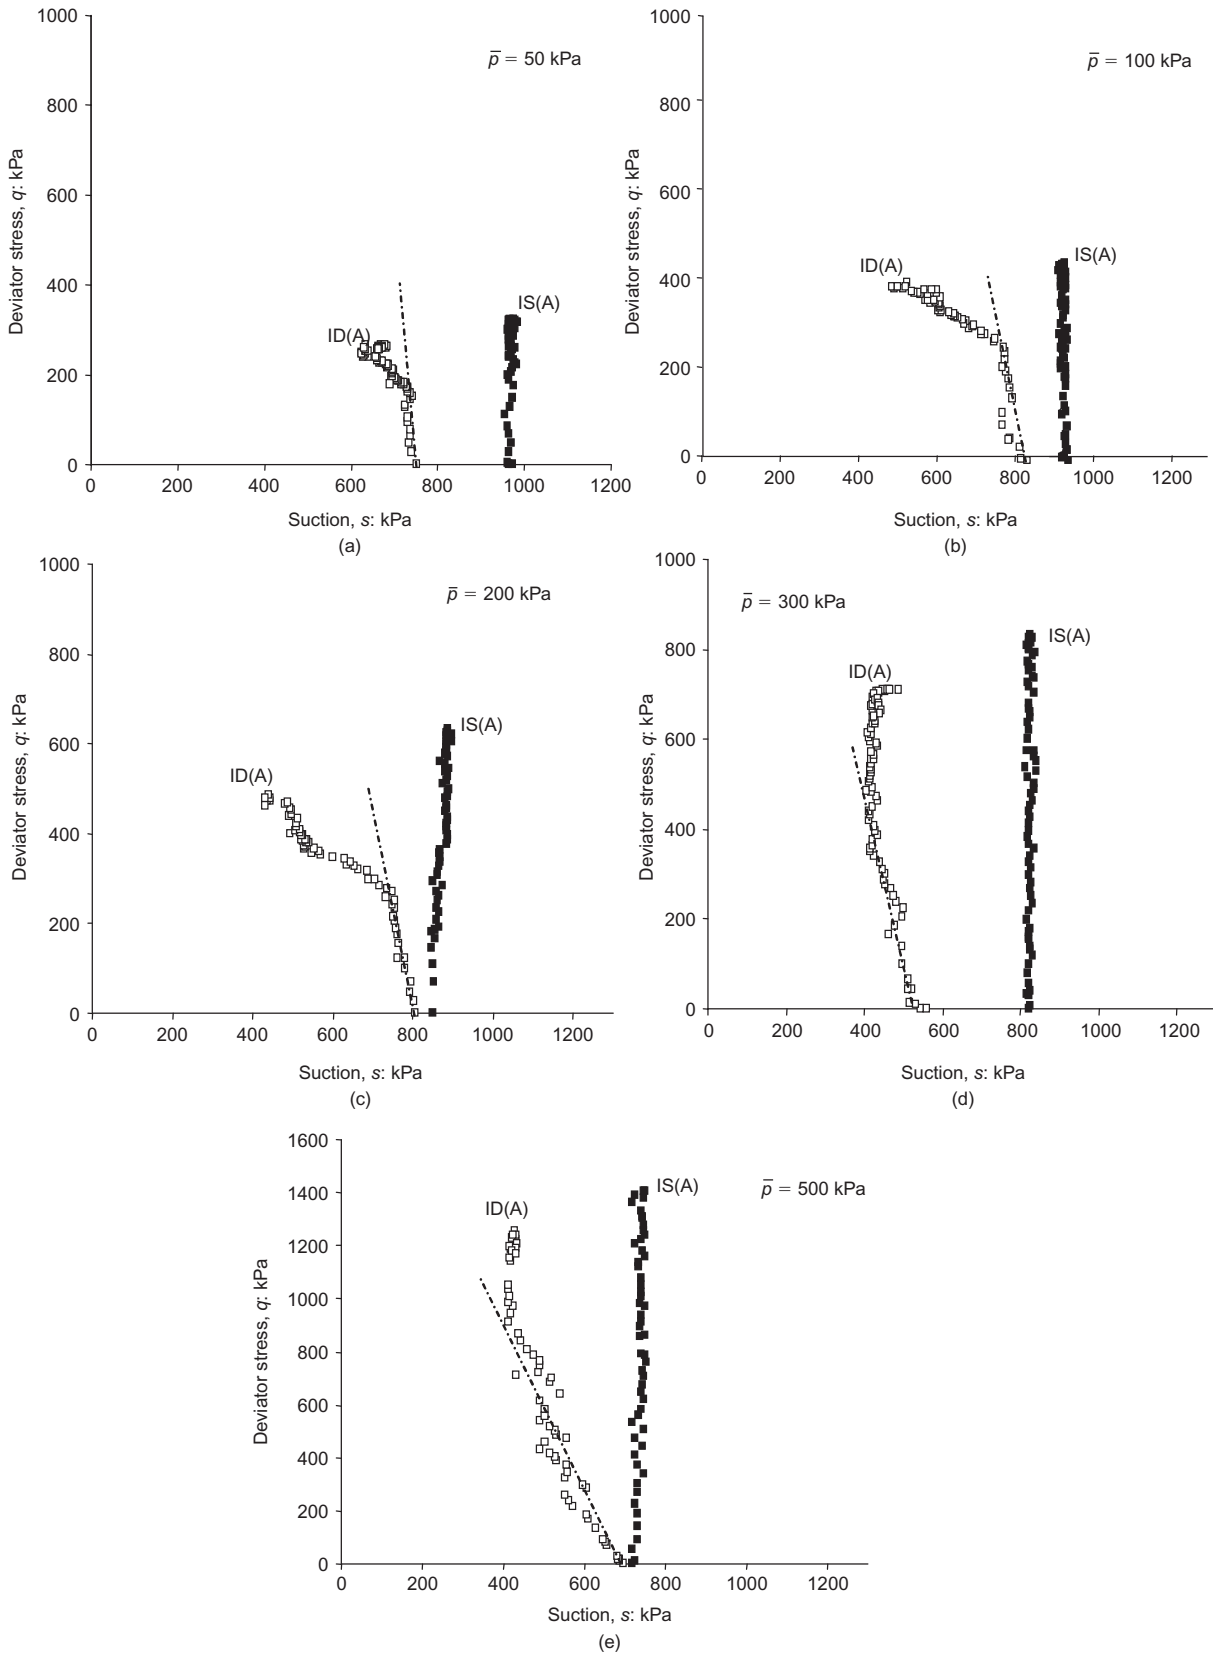 1000
800
600
400
200
0
Deviator stress, q: kPa
p̄ = 50 kPa
ID(A)
IS(A)
0 200 400 600 800 1000 1200
Suction, s: kPa
(a)
1000
800
600
400
200
0
Deviator stress, q: kPa
p̄ = 100 kPa
ID(A)
IS(A)
0 200 400 600 800 1000 1200
Suction, s: kPa
(b)
1000
800
600
400
200
0
Deviator stress, q: kPa
p̄ = 200 kPa
ID(A)
IS(A)
0 200 400 600 800 1000 1200
Suction, s: kPa
(c)
1000
800
600
400
200
0
Deviator stress, q: kPa
p̄ = 300 kPa
ID(A)
IS(A)
0 200 400 600 800 1000 1200
Suction, s: kPa
(d)
1600
1400
1200
1000
800
600
400
200
0
Deviator stress, q: kPa
p̄ = 500 kPa
ID(A)
IS(A)
0 200 400 600 800 1000 1200
Suction, s: kPa
(e)